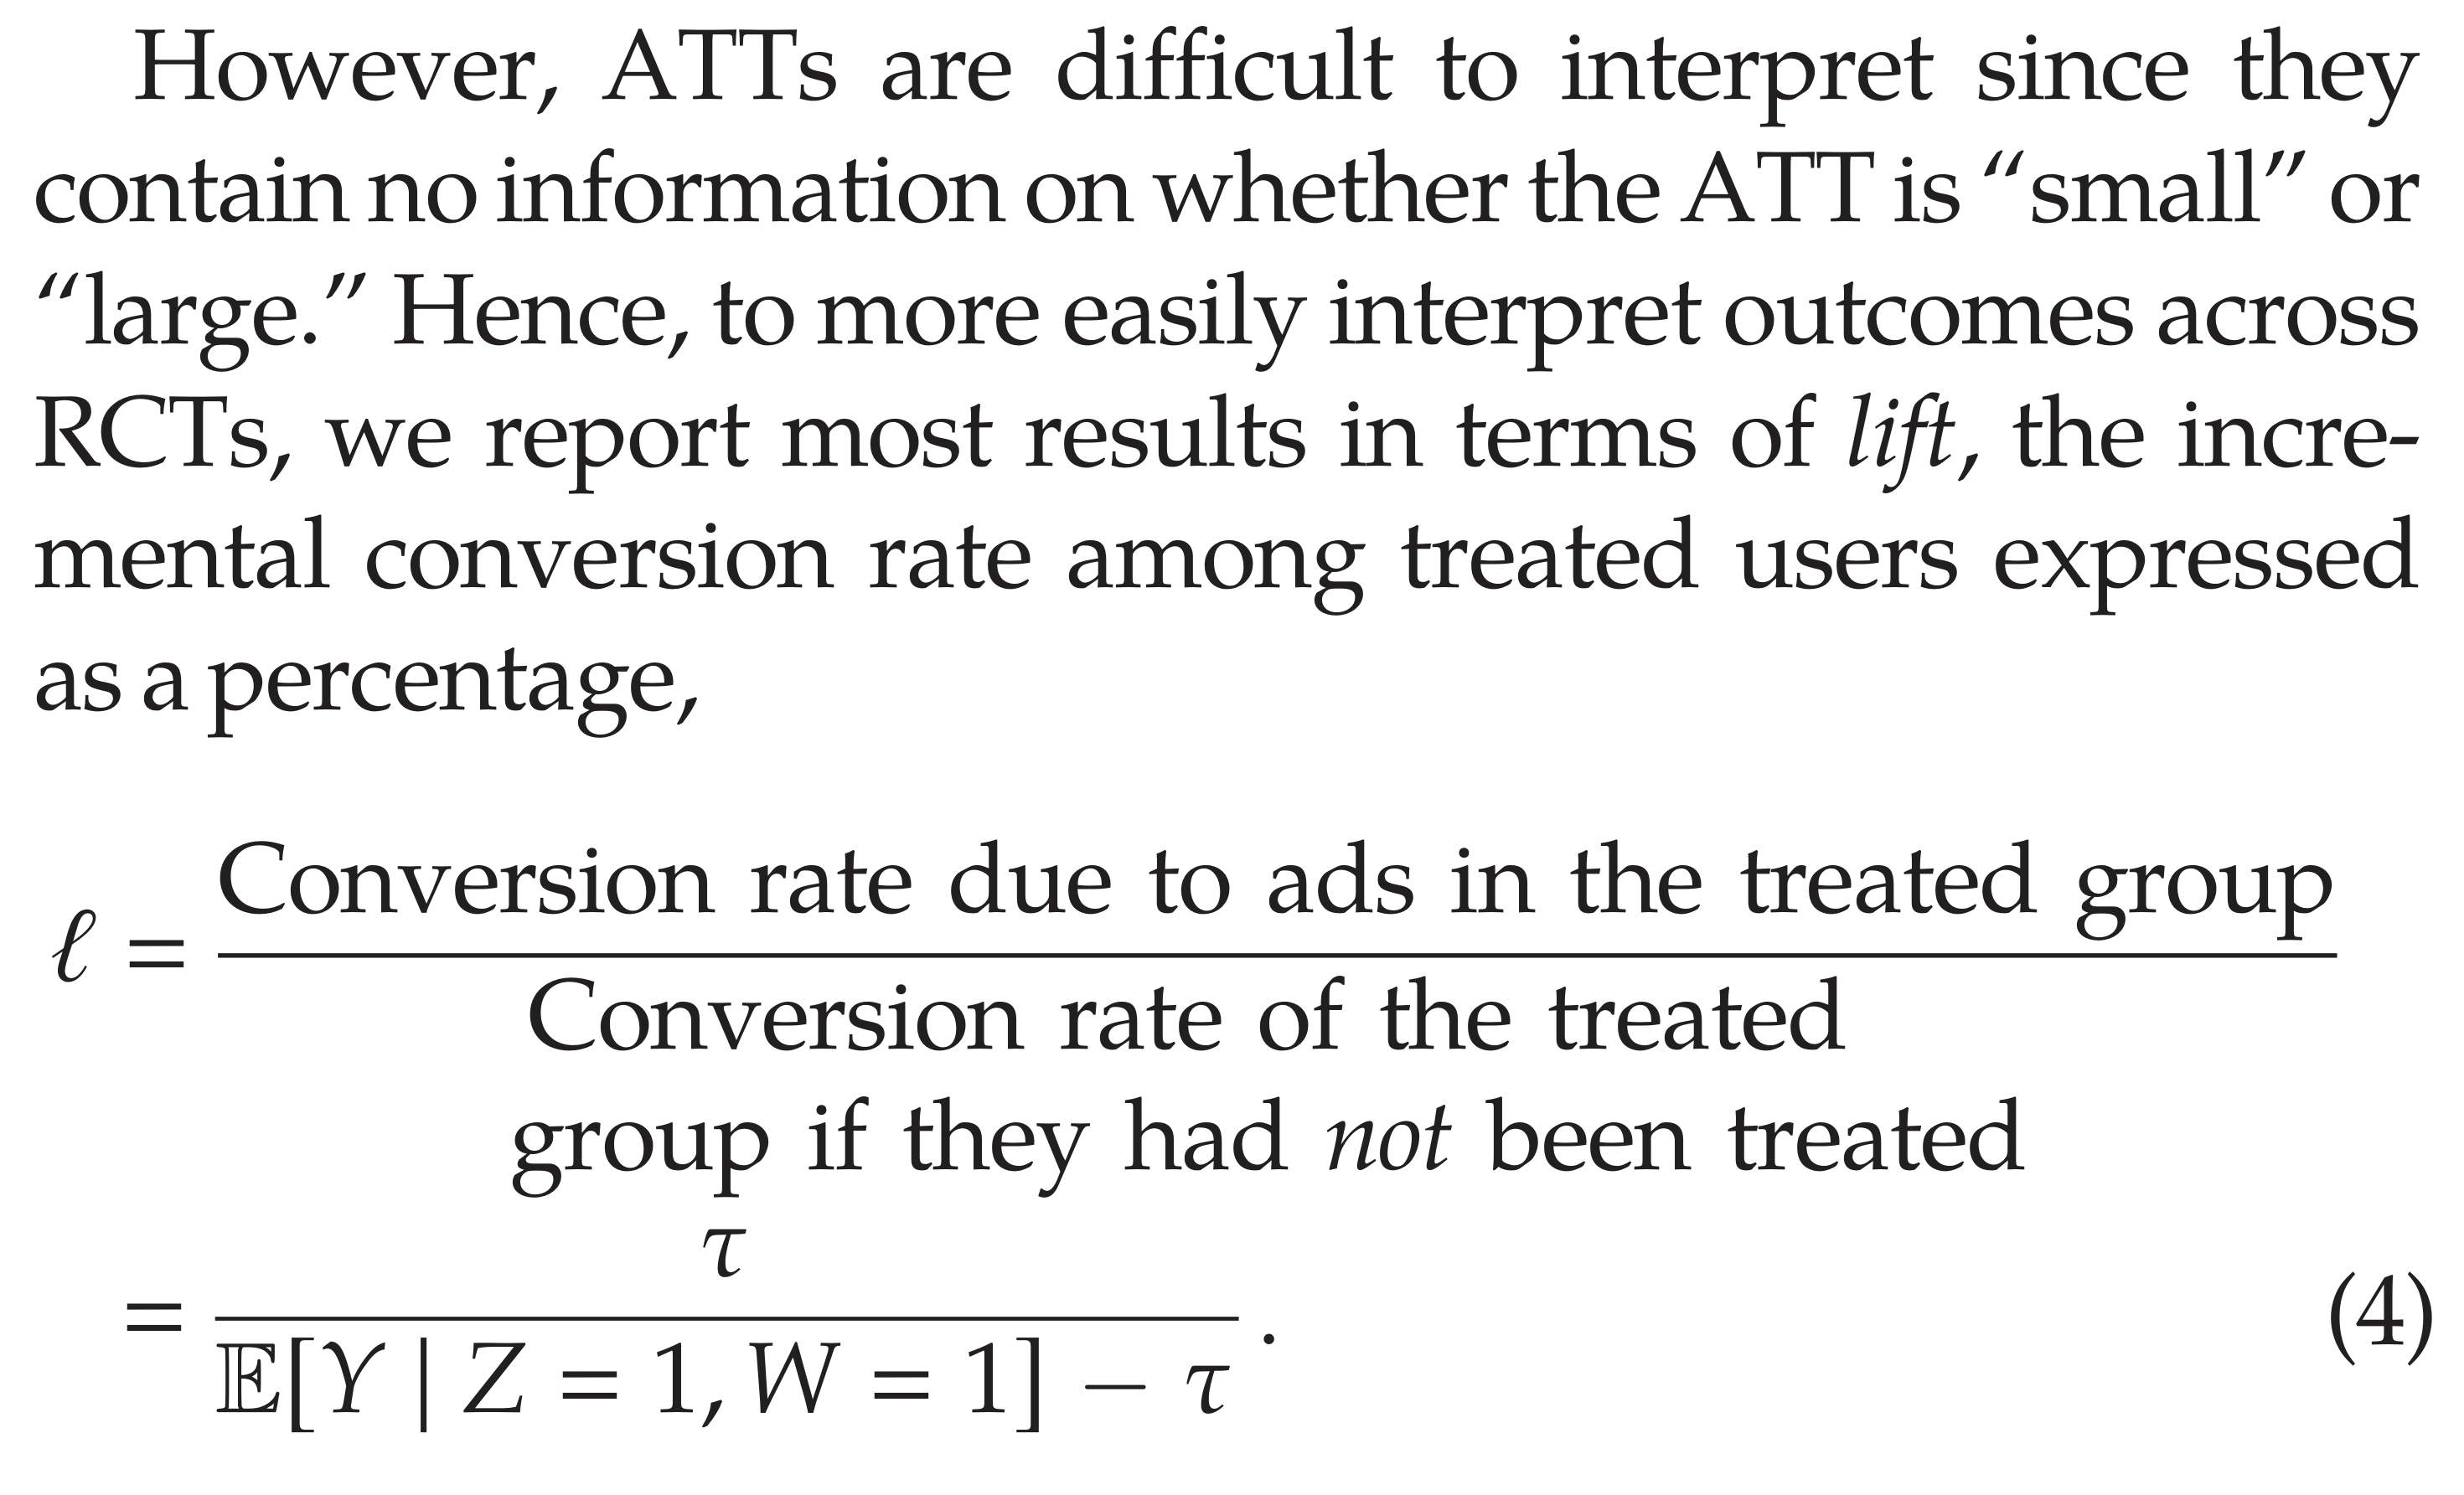 However, ATTs are difficult to interpret since they
contain no information on whether the ATT is “small” or
“large.” Hence, to more easily interpret outcomes across
RCTs, we report most results in terms of lift, the incre-
mental conversion rate among treated users expressed
as a percentage,
ℓ = Conversion rate due to ads in the treated group
Conversion rate of the treated
group if they had not been treated
= τ
𝔼[Y | Z = 1, W = 1] − τ . (4)